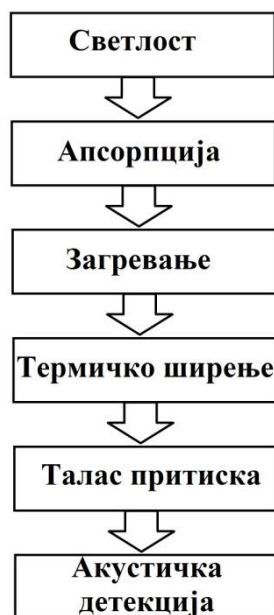 Светлост
Апсорпција
Загревање
Термичко ширење
Талас притиска
Акустичка
детекција